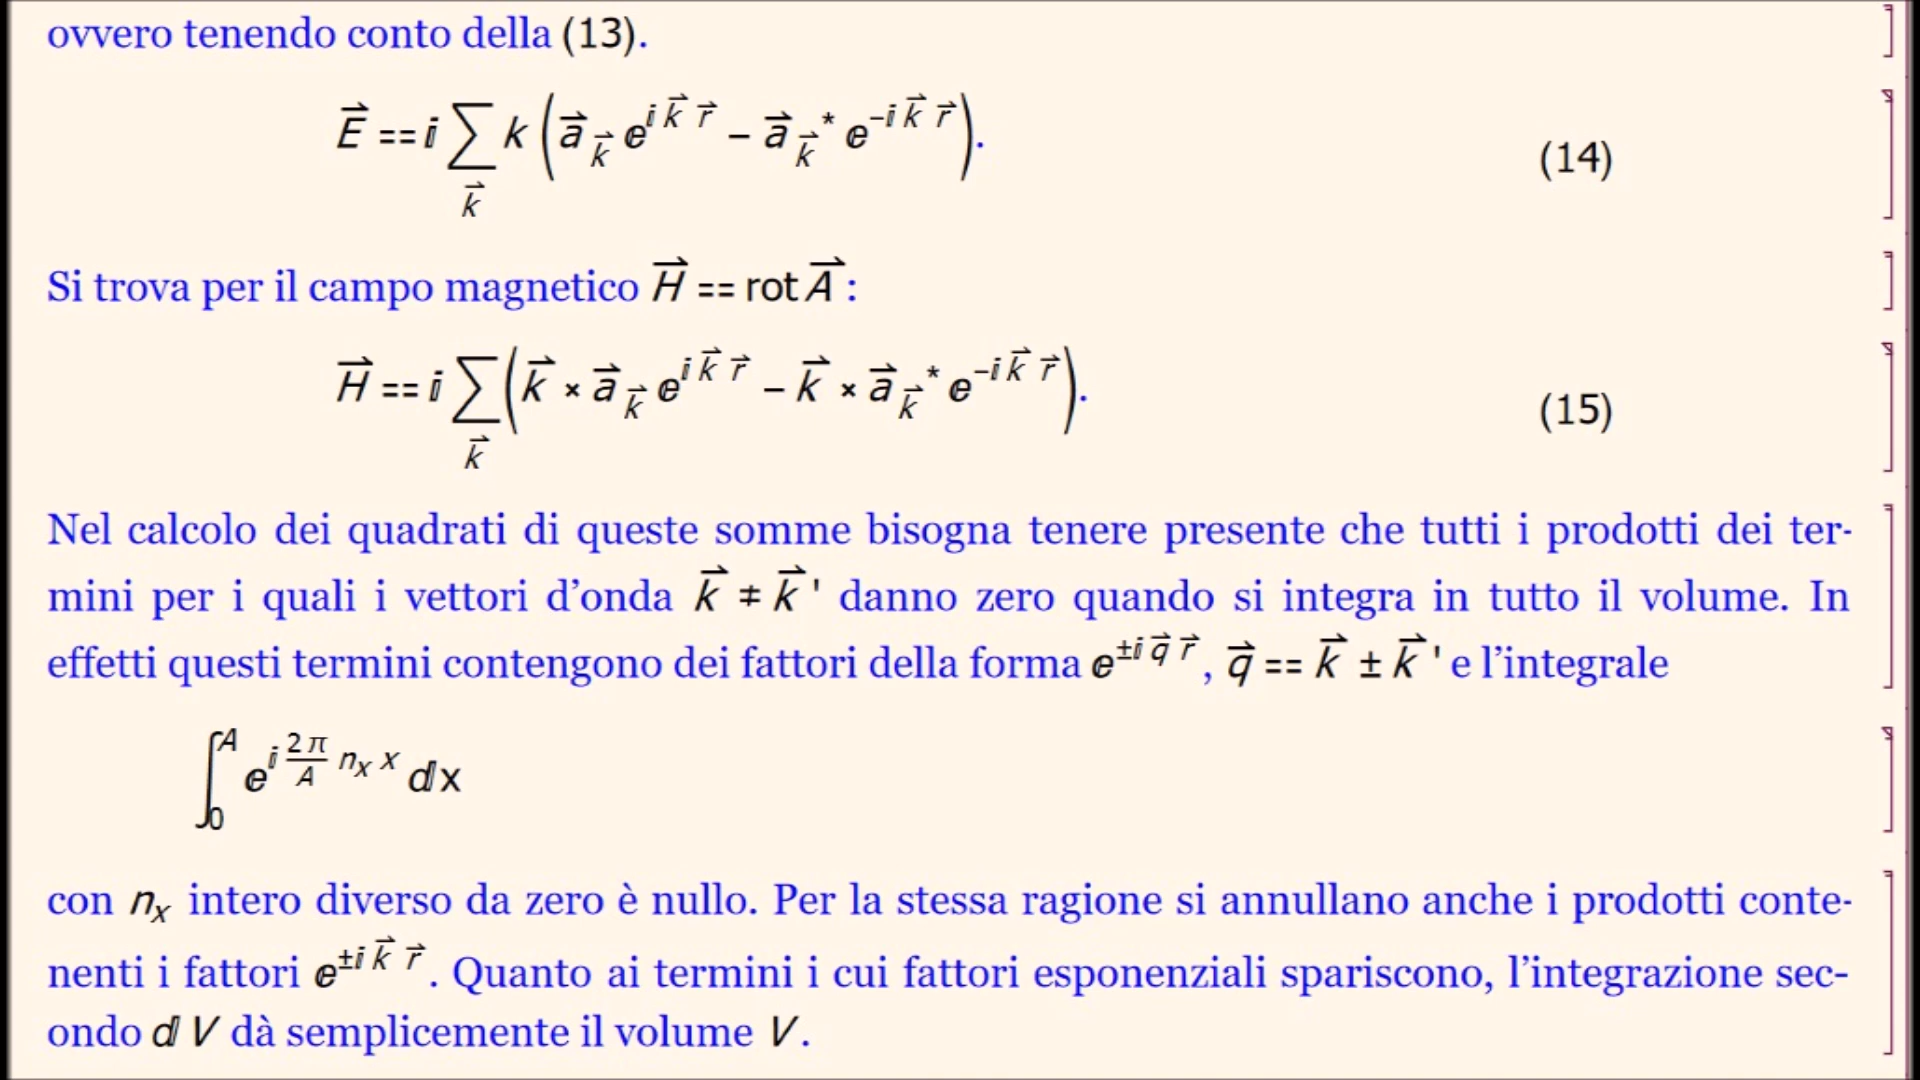 ovvero tenendo conto della (13).
E⃗ == i ∑_k⃗ k (a⃗_k⃗ e^(i k⃗ r⃗) − a⃗_k⃗* e^(−i k⃗ r⃗)). (14)
Si trova per il campo magnetico H⃗ == rot A⃗ :
H⃗ == i ∑_k⃗ (k⃗ × a⃗_k⃗ e^(i k⃗ r⃗) − k⃗ × a⃗_k⃗* e^(−i k⃗ r⃗)). (15)
Nel calcolo dei quadrati di queste somme bisogna tenere presente che tutti i prodotti dei ter-
mini per i quali i vettori d’onda k⃗ ≠ k⃗ ' danno zero quando si integra in tutto il volume. In
effetti questi termini contengono dei fattori della forma e^(±i q⃗ r⃗), q⃗ == k⃗ ± k⃗ ' e l’integrale
∫_0^A e^(i (2 π/A) n_x x) dx
con n_x intero diverso da zero è nullo. Per la stessa ragione si annullano anche i prodotti conte-
nenti i fattori e^(±i k⃗ r⃗). Quanto ai termini i cui fattori esponenziali spariscono, l’integrazione sec-
ondo d V dà semplicemente il volume V.